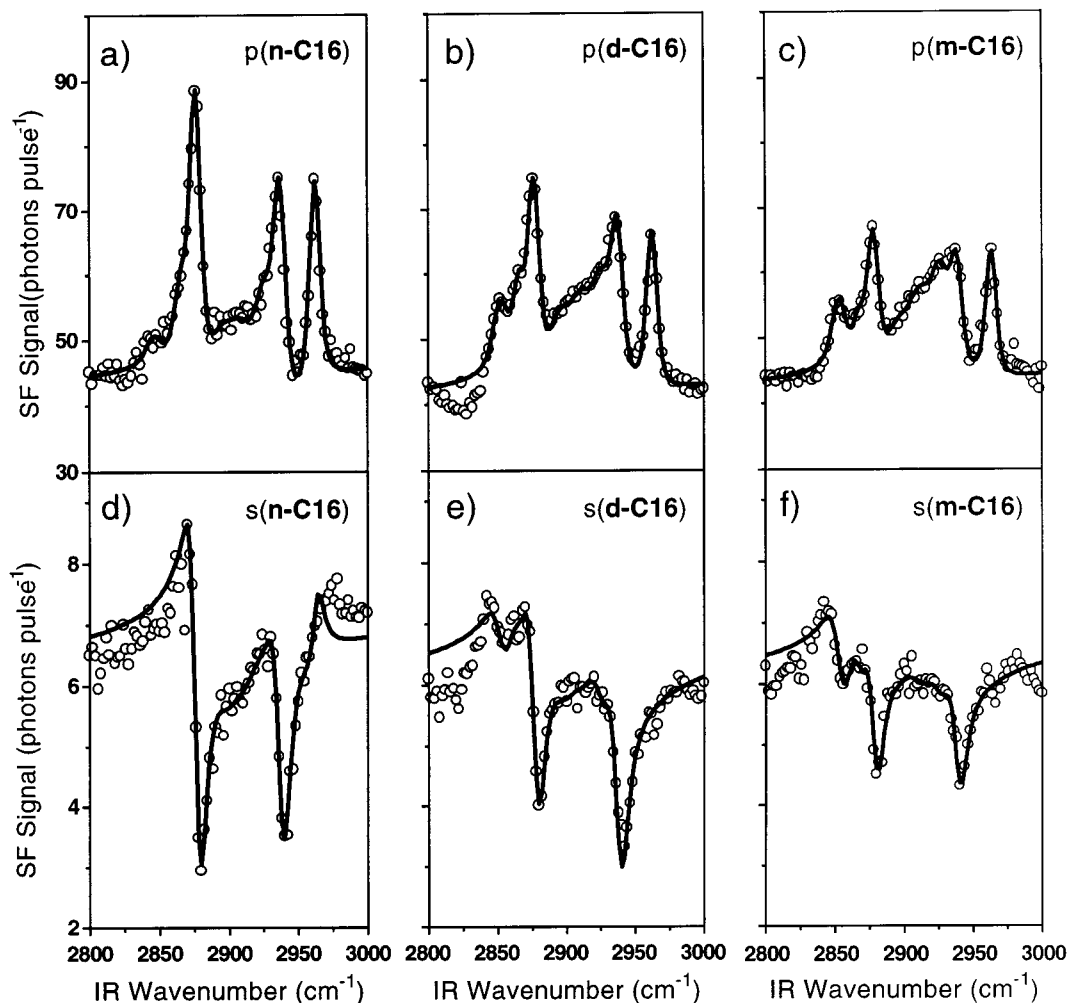 a) p(n-C16)
b) p(d-C16)
c) p(m-C16)
SF Signal(photons pulse-1)
90
70
50
30
d) s(n-C16)
e) s(d-C16)
f) s(m-C16)
SF Signal (photons pulse-1)
8
6
4
2
2800 2850 2900 2950 3000
2800 2850 2900 2950 3000
2800 2850 2900 2950 3000
IR Wavenumber (cm-1)
IR Wavenumber (cm-1)
IR Wavenumber (cm-1)